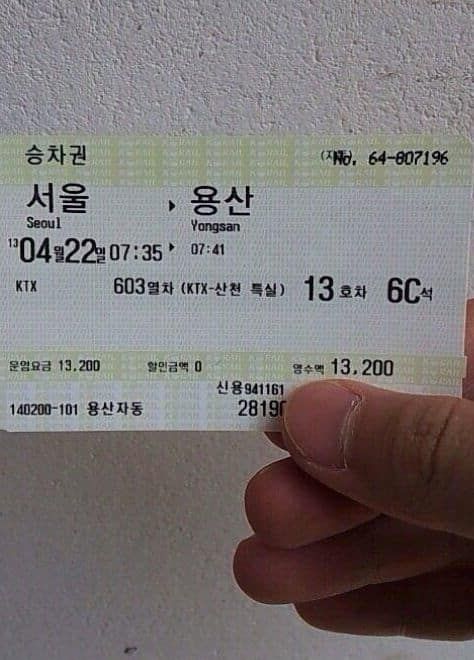 승차권 No. 64-807196
서울 ▸ 용산
Seoul Yongsan
13 04월 22일 07:35 ▸ 07:41
KTX 603열차 (KTX-산천 특실) 13호차 6C석
운임요금 13,200 할인금액 0 영수액 13,200
신용941161
140200-101 용산자동 2819